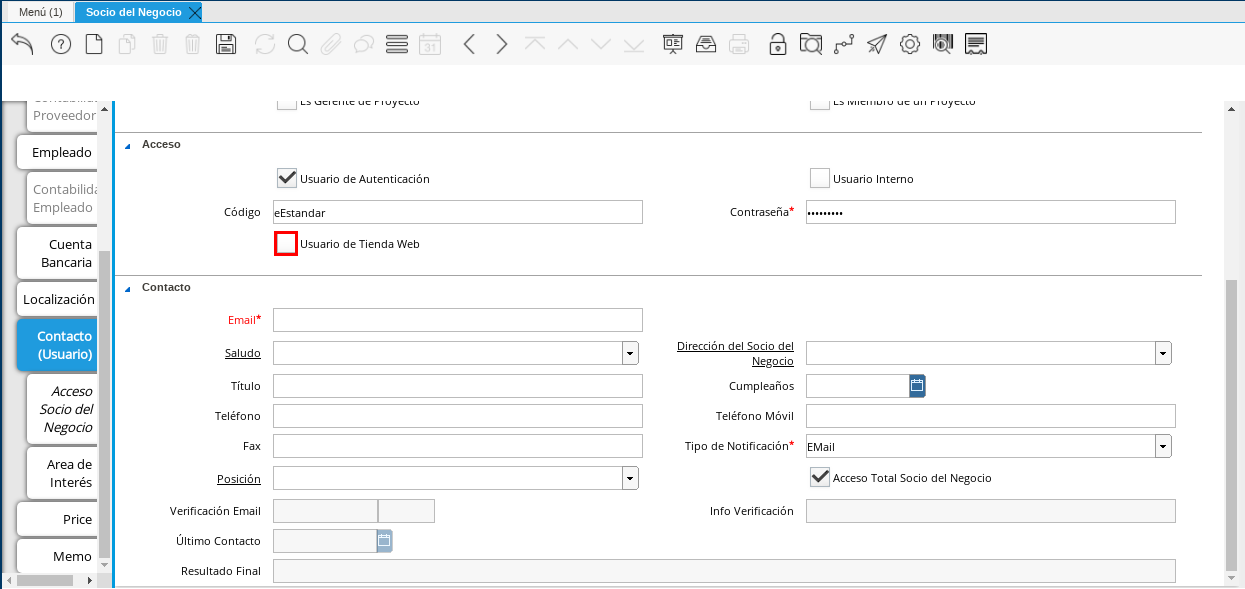 Menú (1)
Socio del Negocio
31
Contabilidad
Proveedor
Es Gerente de Proyecto
Es Miembro de un Proyecto
Empleado
Acceso
Contabilida
Empleado
Usuario de Autenticación
Usuario Interno
Código
eEstandar
Contraseña*
•••••••••
Cuenta
Bancaria
Usuario de Tienda Web
Localización
Contacto
Contacto
(Usuario)
Email*
Saludo
Dirección del Socio del
Negocio
Acceso
Socio del
Negocio
Título
Cumpleaños
Teléfono
Teléfono Móvil
Area de
Interés
Fax
Tipo de Notificación*
EMail
Posición
Acceso Total Socio del Negocio
Price
Verificación Email
Info Verificación
Memo
Último Contacto
Resultado Final